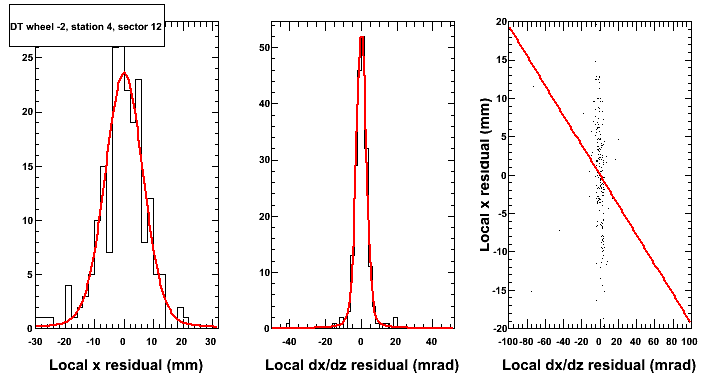 DT wheel -2, station 4, sector 12
25
20
15
10
5
0
-30 -20 -10 0 10 20 30
Local x residual (mm)
50
40
30
20
10
0
-40 -20 0 20 40
Local dx/dz residual (mrad)
Local x residual (mm)
20
15
10
5
0
-5
-10
-15
-20
-100 -80 -60 -40 -20 0 20 40 60 80 100
Local dx/dz residual (mrad)